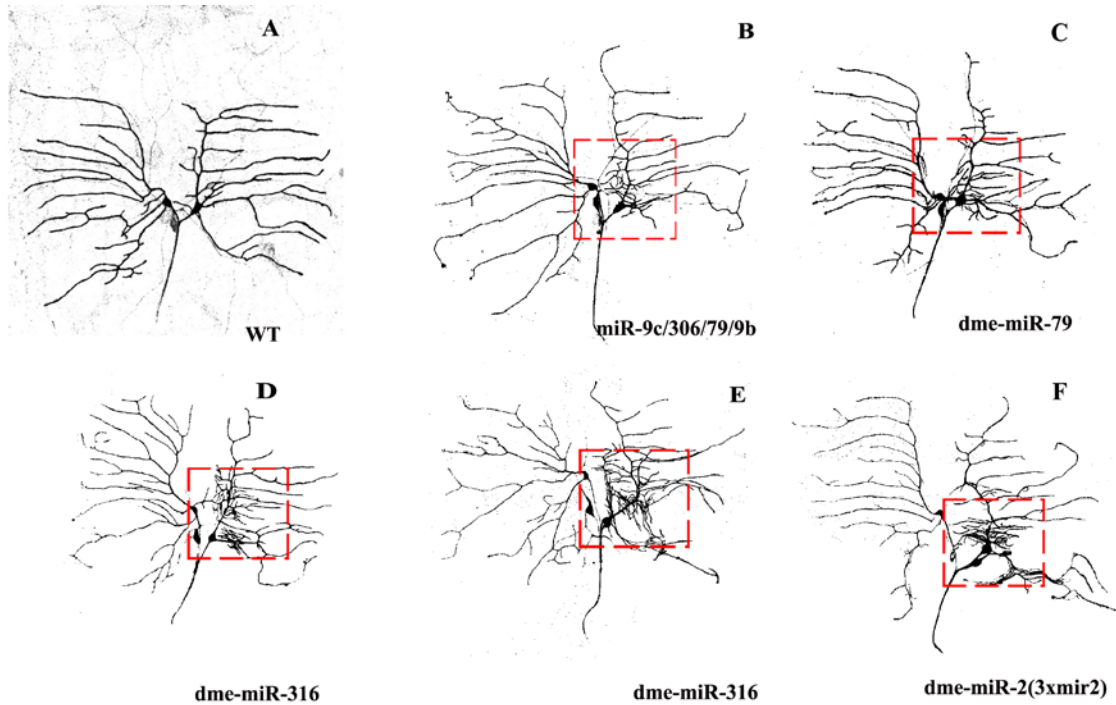 A
WT
B
miR-9c/306/79/9b
C
dme-miR-79
D
dme-miR-316
E
dme-miR-316
F
dme-miR-2(3xmir2)